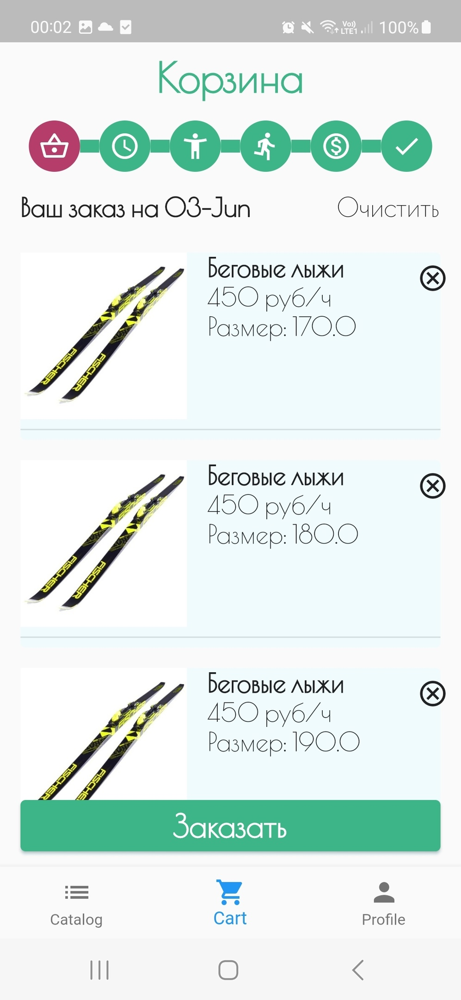 00:02
Vo))
LTE1
100%
Корзина
Ваш заказ на 03-Jun
Очистить
Беговые лыжи
450 руб/ч
Размер: 170.0
FISCHER
FISCHER
Беговые лыжи
450 руб/ч
Размер: 180.0
FISCHER
FISCHER
Беговые лыжи
450 руб/ч
Размер: 190.0
FISCHER
FISCHER
Заказать
Catalog
Cart
Profile